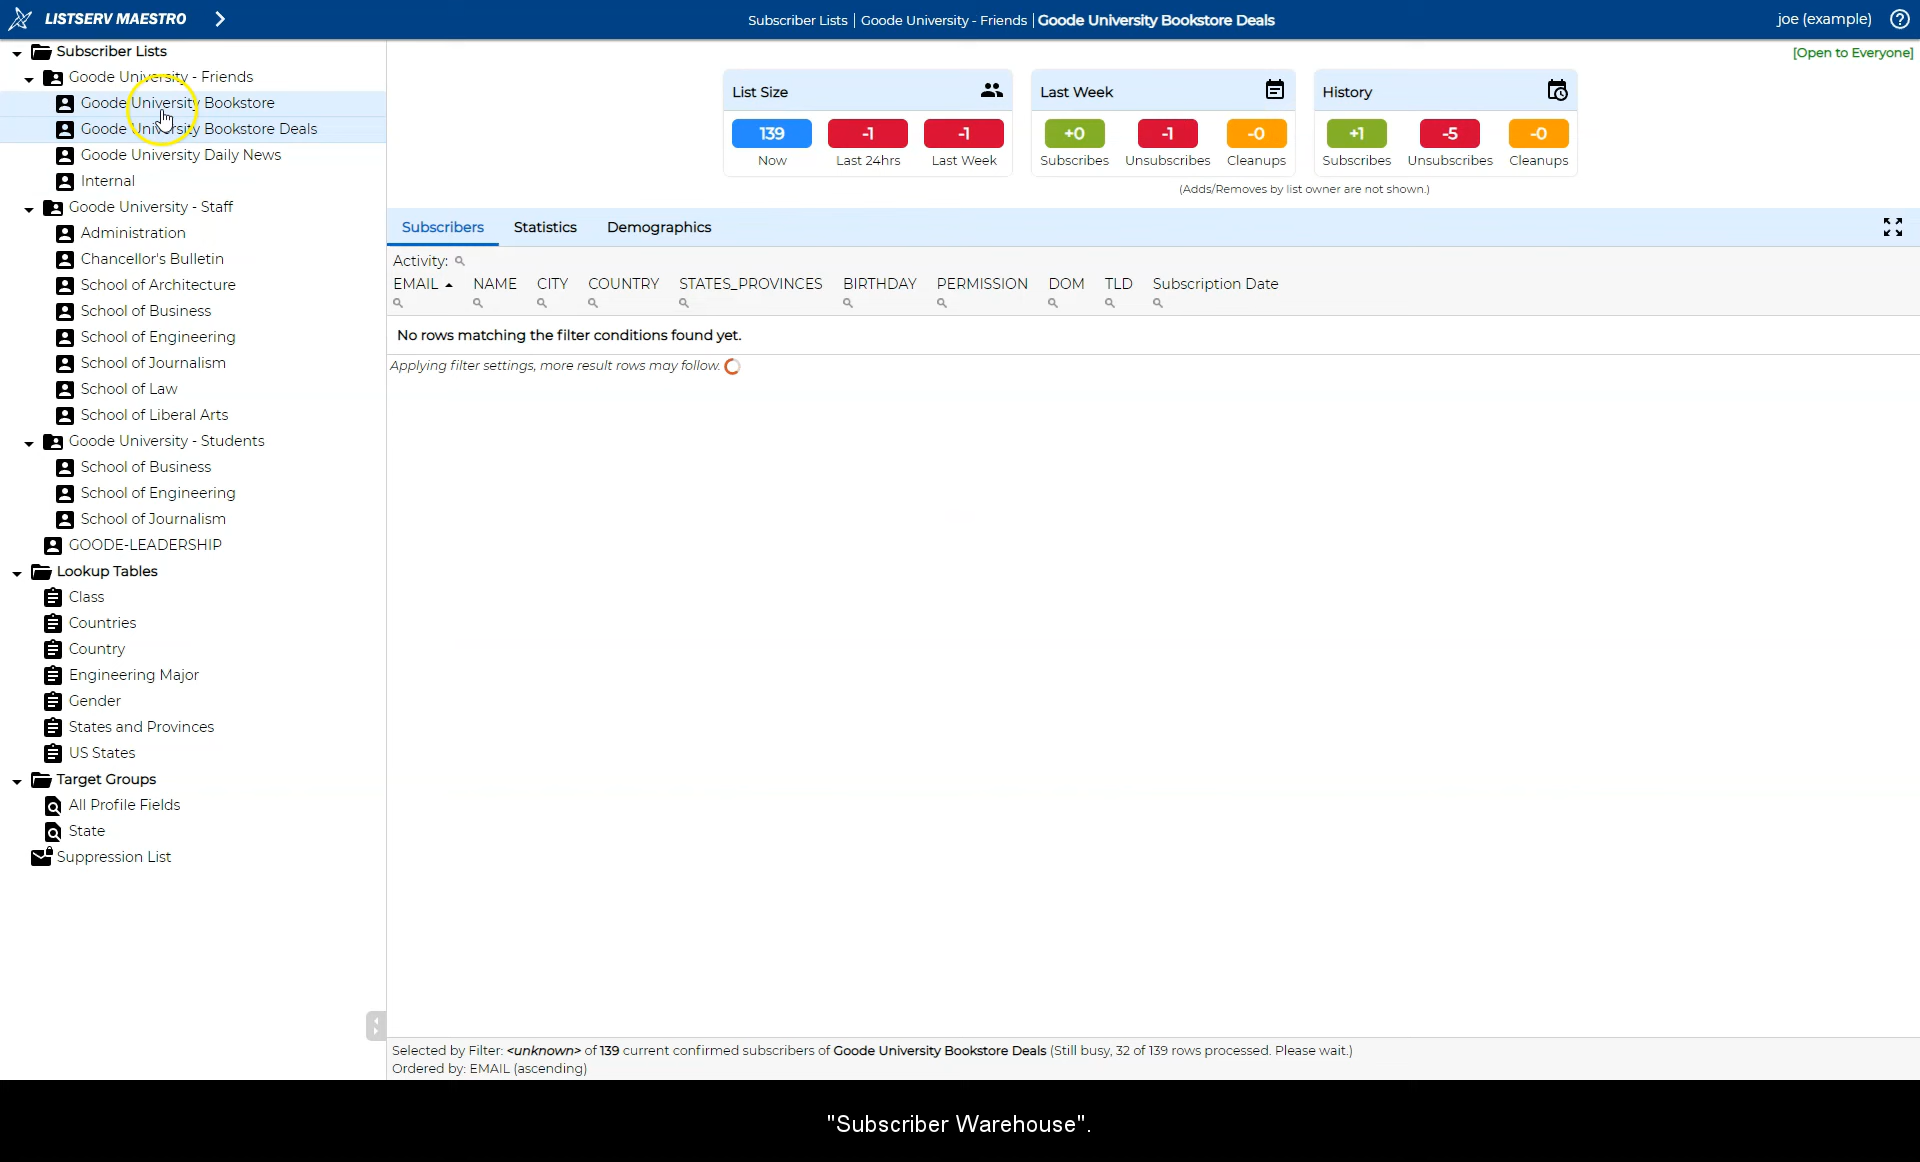 LISTSERV MAESTRO
Subscriber Lists | Goode University - Friends | Goode University Bookstore Deals
joe (example)
[Open to Everyone]
Subscriber Lists
Goode University - Friends
Goode University Bookstore
Goode University Bookstore Deals
Goode University Daily News
Internal
Goode University - Staff
Administration
Chancellor's Bulletin
School of Architecture
School of Business
School of Engineering
School of Journalism
School of Law
School of Liberal Arts
Goode University - Students
School of Business
School of Engineering
School of Journalism
GOODE-LEADERSHIP
Lookup Tables
Class
Countries
Country
Engineering Major
Gender
States and Provinces
US States
Target Groups
All Profile Fields
State
Suppression List
List Size
139 -1 -1
Now Last 24hrs Last Week
Last Week
+0 -1 -0
Subscribes Unsubscribes Cleanups
History
+1 -5 -0
Subscribes Unsubscribes Cleanups
(Adds/Removes by list owner are not shown.)
Subscribers Statistics Demographics
Activity:
EMAIL NAME CITY COUNTRY STATES_PROVINCES BIRTHDAY PERMISSION DOM TLD Subscription Date
No rows matching the filter conditions found yet.
Applying filter settings, more result rows may follow.
Selected by Filter: <unknown> of 139 current confirmed subscribers of Goode University Bookstore Deals (Still busy, 32 of 139 rows processed. Please wait.)
Ordered by: EMAIL (ascending)
"Subscriber Warehouse".